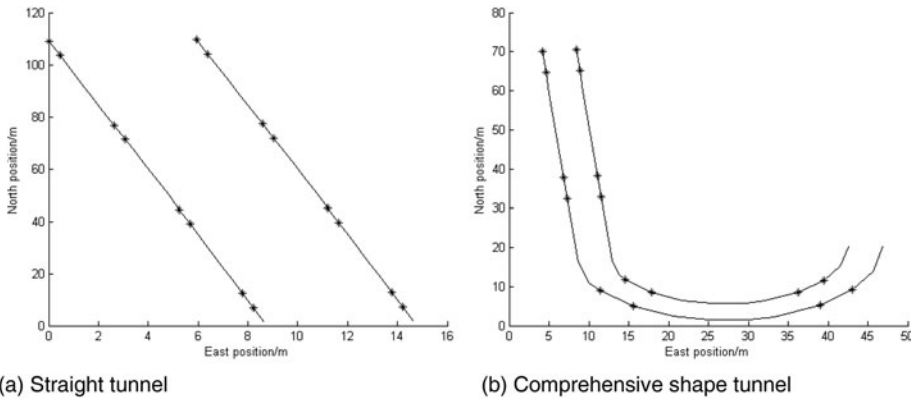 120
100
80
60
40
20
0
North position/m
0 2 4 6 8 10 12 14 16
East position/m
(a) Straight tunnel
80
70
60
50
40
30
20
10
0
North position/m
0 5 10 15 20 25 30 35 40 45 50
East position/m
(b) Comprehensive shape tunnel